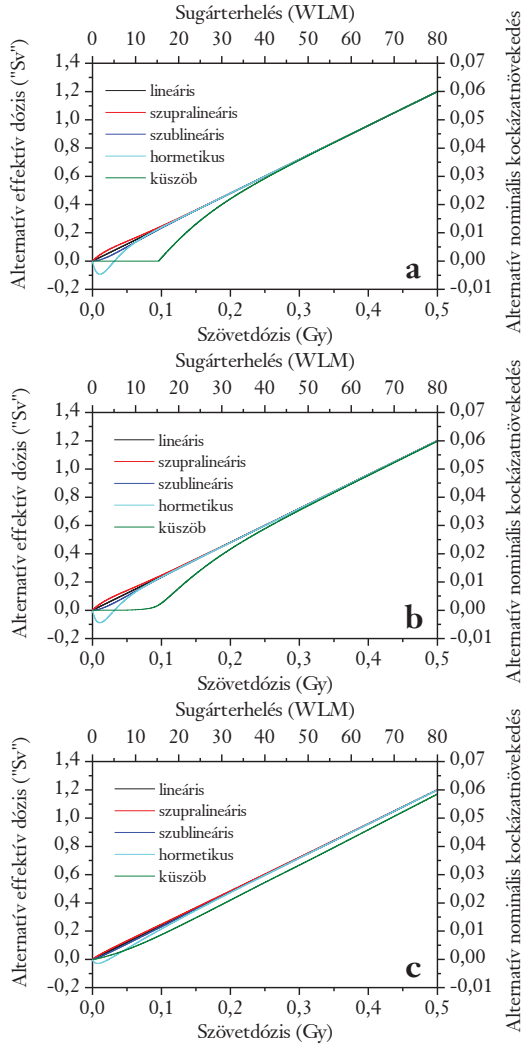 Sugárterhelés (WLM)
0 10 20 30 40 50 60 70 80
Alternatív effektív dózis ("Sv")
1,4
1,2
1,0
0,8
0,6
0,4
0,2
0,0
-0,2
lineáris
szupralineáris
szublineáris
hormetikus
küszöb
a
0,07
0,06
0,05
0,04
0,03
0,02
0,01
0,00
-0,01
Alternatív nominális kockázatnövekedés
0,0 0,1 0,2 0,3 0,4 0,5
Szövetdózis (Gy)
Sugárterhelés (WLM)
0 10 20 30 40 50 60 70 80
Alternatív effektív dózis ("Sv")
1,4
1,2
1,0
0,8
0,6
0,4
0,2
0,0
-0,2
lineáris
szupralineáris
szublineáris
hormetikus
küszöb
b
0,07
0,06
0,05
0,04
0,03
0,02
0,01
0,00
-0,01
Alternatív nominális kockázatnövekedés
0,0 0,1 0,2 0,3 0,4 0,5
Szövetdózis (Gy)
Sugárterhelés (WLM)
0 10 20 30 40 50 60 70 80
Alternatív effektív dózis ("Sv")
1,4
1,2
1,0
0,8
0,6
0,4
0,2
0,0
-0,2
lineáris
szupralineáris
szublineáris
hormetikus
küszöb
c
0,07
0,06
0,05
0,04
0,03
0,02
0,01
0,00
-0,01
Alternatív nominális kockázatnövekedés
0,0 0,1 0,2 0,3 0,4 0,5
Szövetdózis (Gy)